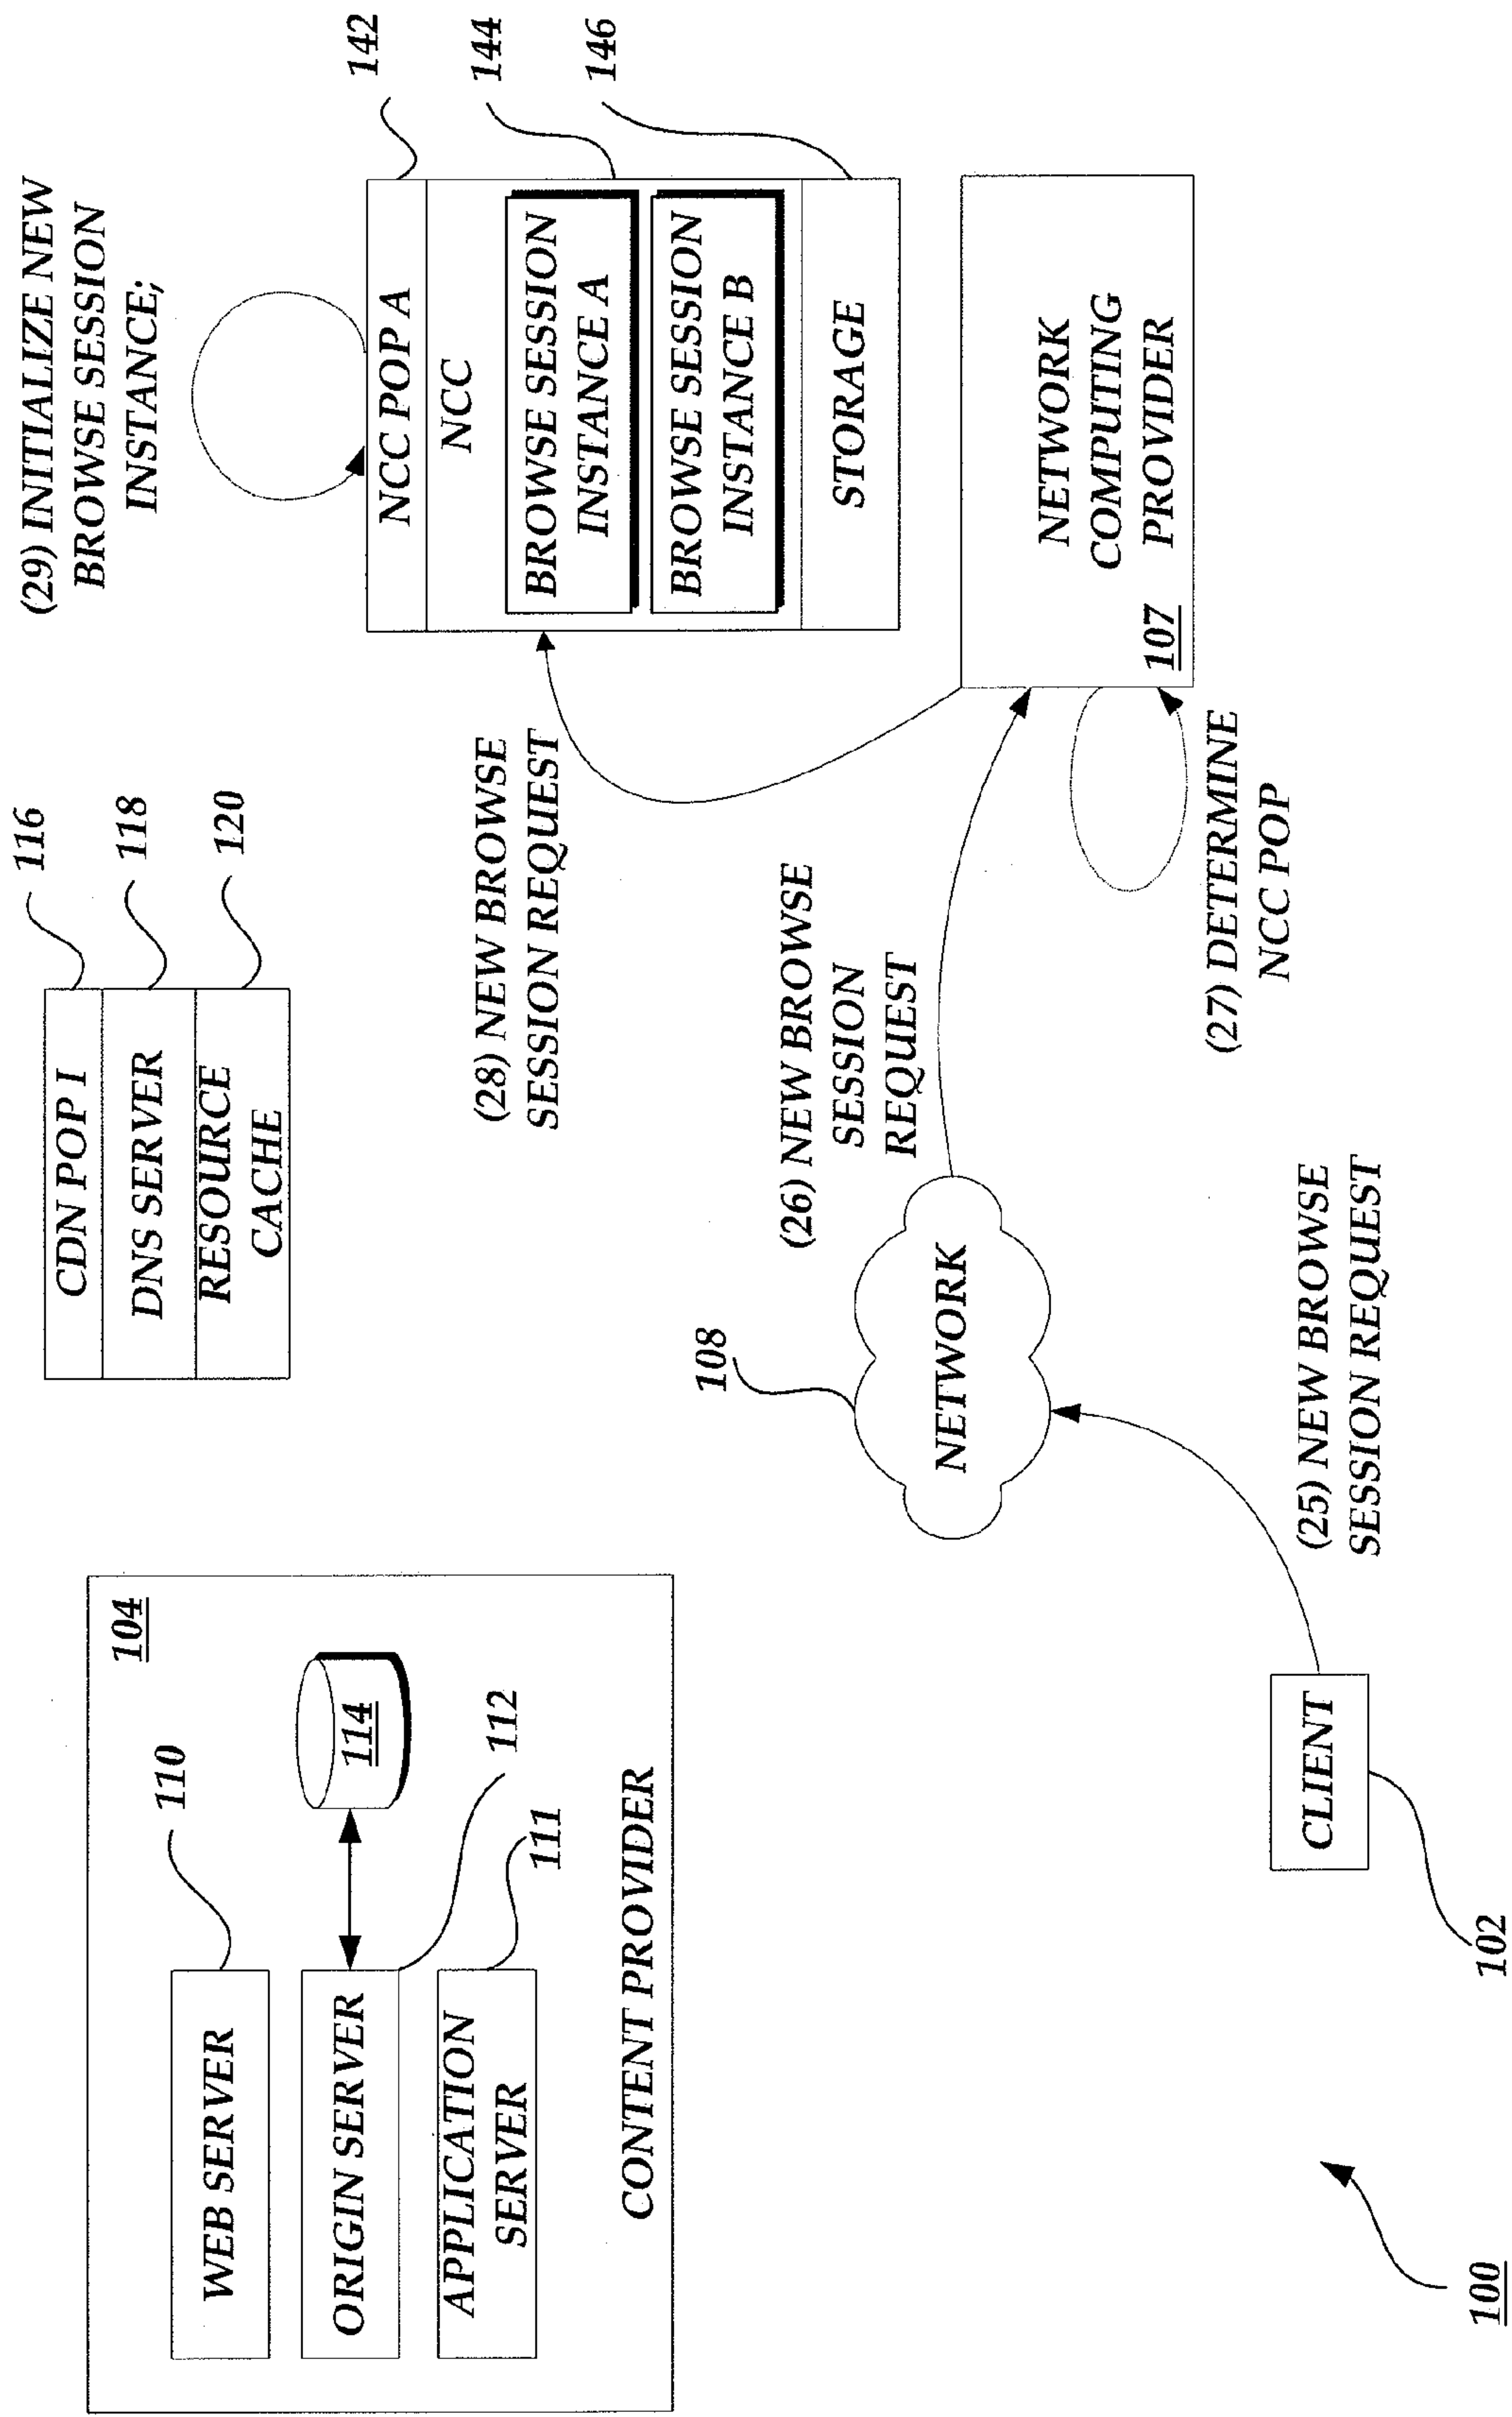 104
WEB SERVER
110
ORIGIN SERVER
114
112
APPLICATION
SERVER
111
CONTENT PROVIDER
CDN POP I
116
DNS SERVER
118
RESOURCE
CACHE
120
(29) INITIALIZE NEW
BROWSE SESSION
INSTANCE;
NCC POP A
142
NCC
144
BROWSE SESSION
INSTANCE A
BROWSE SESSION
INSTANCE B
STORAGE
146
(28) NEW BROWSE
SESSION REQUEST
108
NETWORK
(26) NEW BROWSE
SESSION
REQUEST
NETWORK
COMPUTING
PROVIDER
107
(27) DETERMINE
NCC POP
(25) NEW BROWSE
SESSION REQUEST
CLIENT
102
100